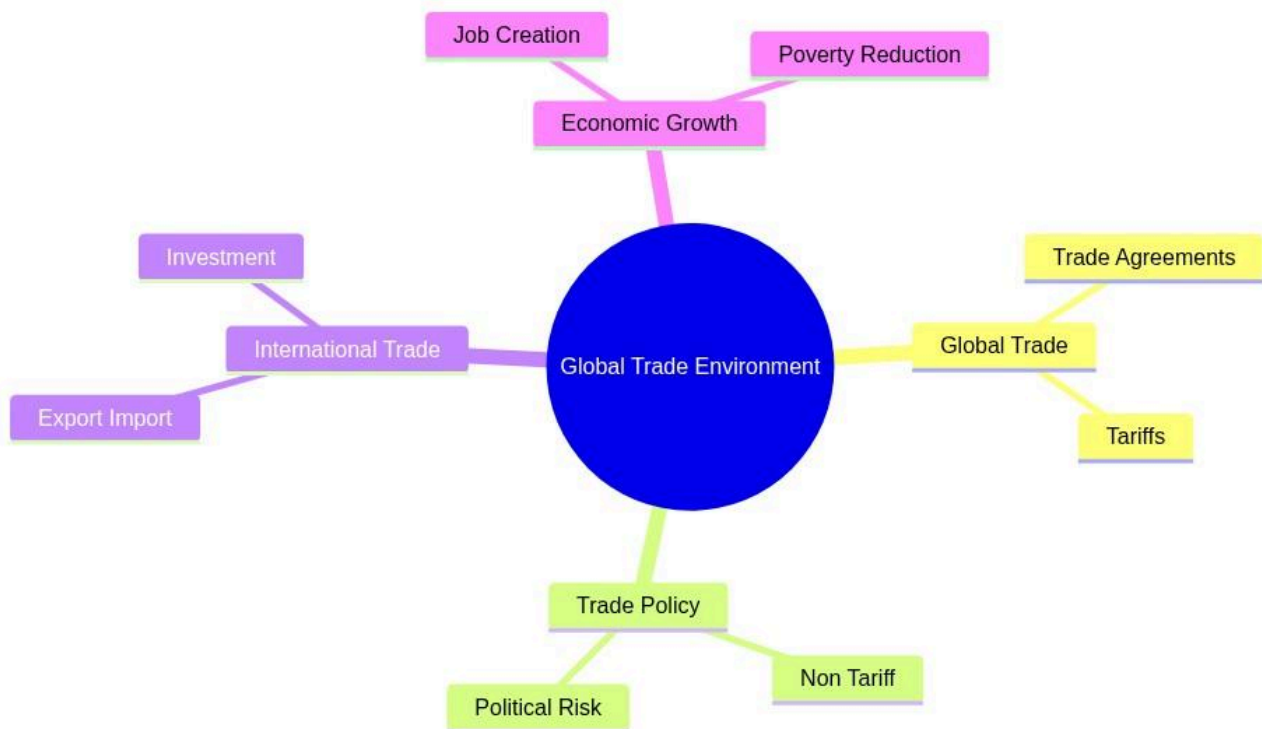 Job Creation
Poverty Reduction
Economic Growth
Investment
Trade Agreements
International Trade
Global Trade Environment
Global Trade
Export Import
Tariffs
Trade Policy
Non Tariff
Political Risk